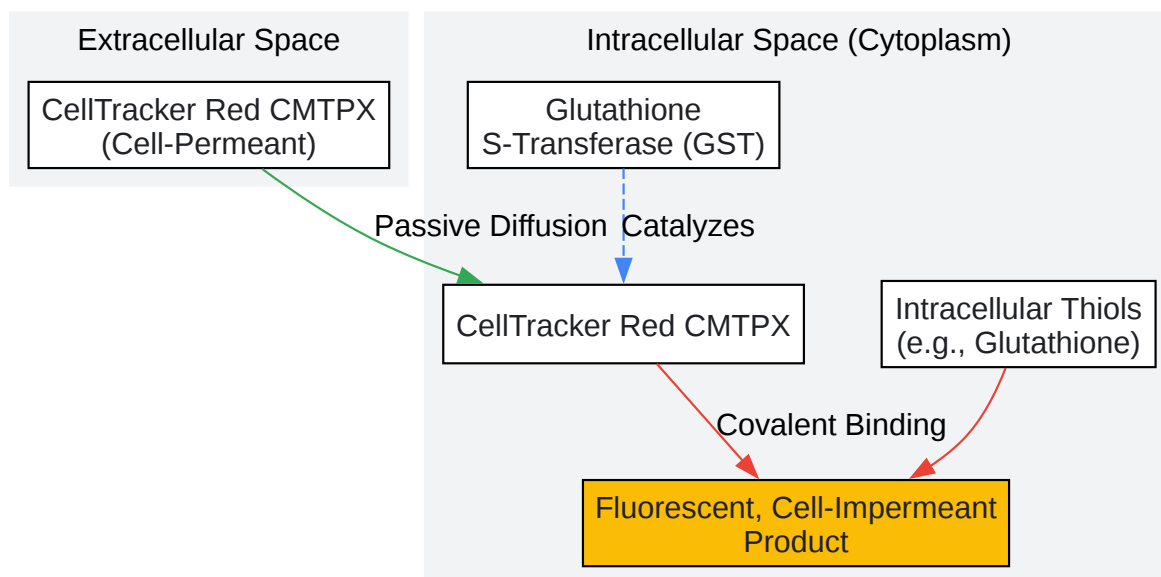 Extracellular Space
CellTracker Red CMTPX
(Cell-Permeant)
Intracellular Space (Cytoplasm)
Glutathione
S-Transferase (GST)
Passive Diffusion
Catalyzes
CellTracker Red CMTPX
Intracellular Thiols
(e.g., Glutathione)
Covalent Binding
Fluorescent, Cell-Impermeant
Product